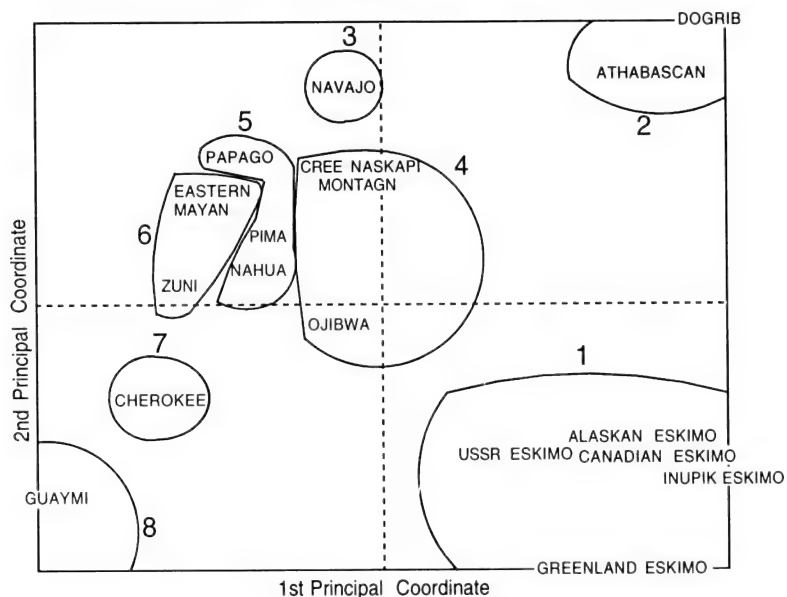 DOGRIB
3
NAVAJO
ATHABASCAN
2
5
PAPAGO
4
CREE NASKAPI
MONTAGN
EASTERN
MAYAN
6
PIMA
NAHUA
ZUNI
OJIBWA
2nd Principal Coordinate
7
CHEROKEE
1
ALASKAN ESKIMO
USSR ESKIMO
CANADIAN ESKIMO
INUPIK ESKIMO
GUAYMI
8
GREENLAND ESKIMO
1st Principal Coordinate